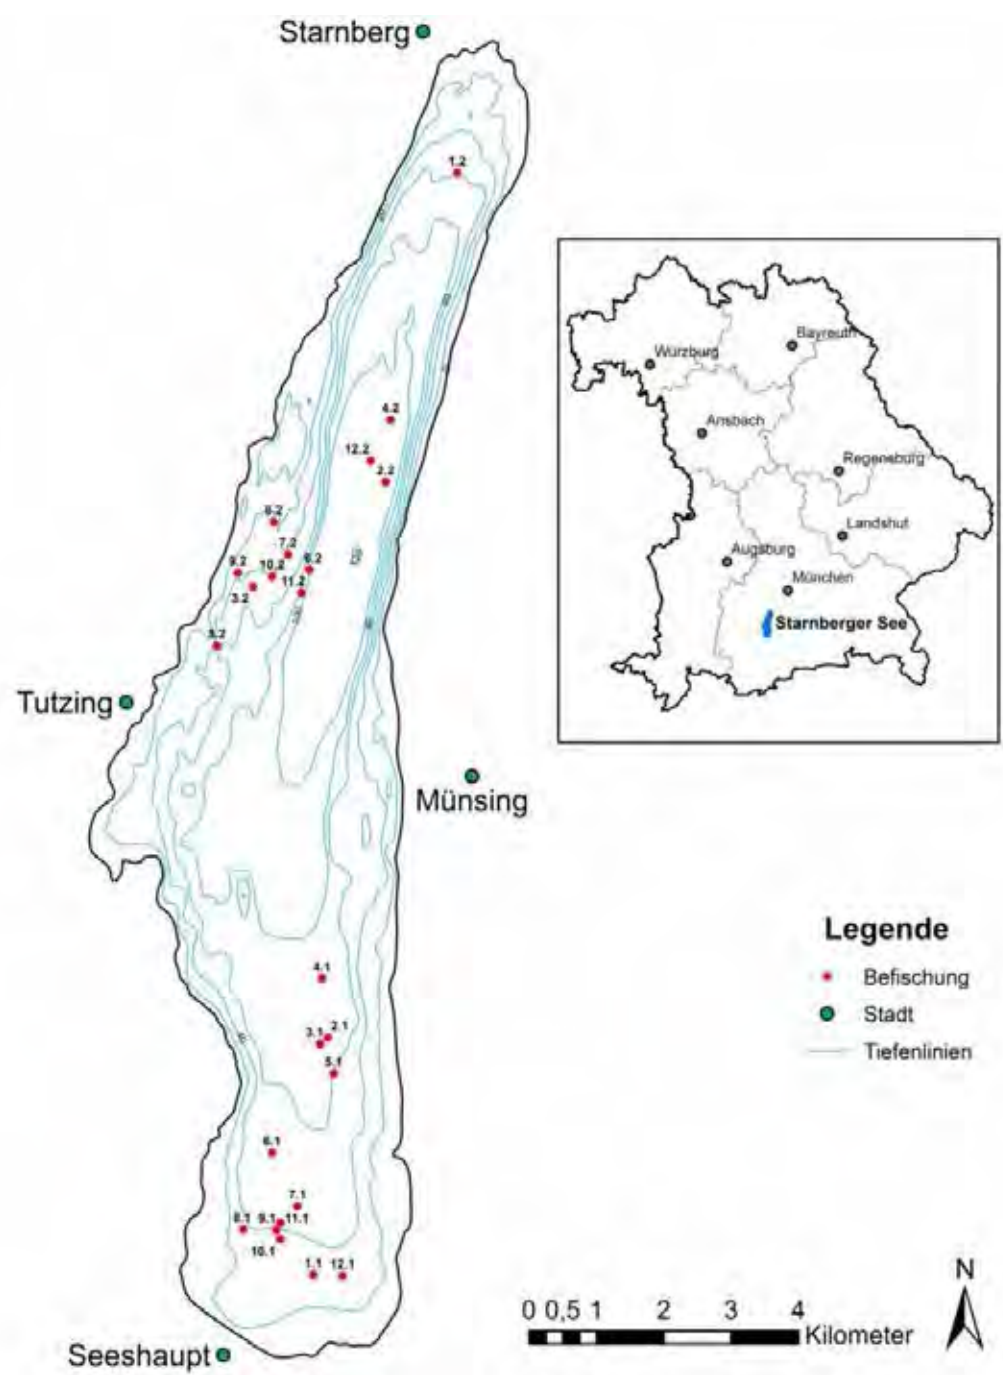 Starnberg
1.2
Bayreuth
Würzburg
4.2
Ansbach
12.2
2.2
Regensburg
8.2
Landshut
7.2
Augsburg
9.2
10.2
6.2
München
3.2
11.2
Starnberger See
5.2
Tutzing
Münsing
Legende
4.1
Befischung
Stadt
3.1
2.1
Tiefenlinien
5.1
6.1
7.1
8.1
9.1
11.1
10.1
1.1
12.1
N
0 0,5 1 2 3 4
Kilometer
Seeshaupt